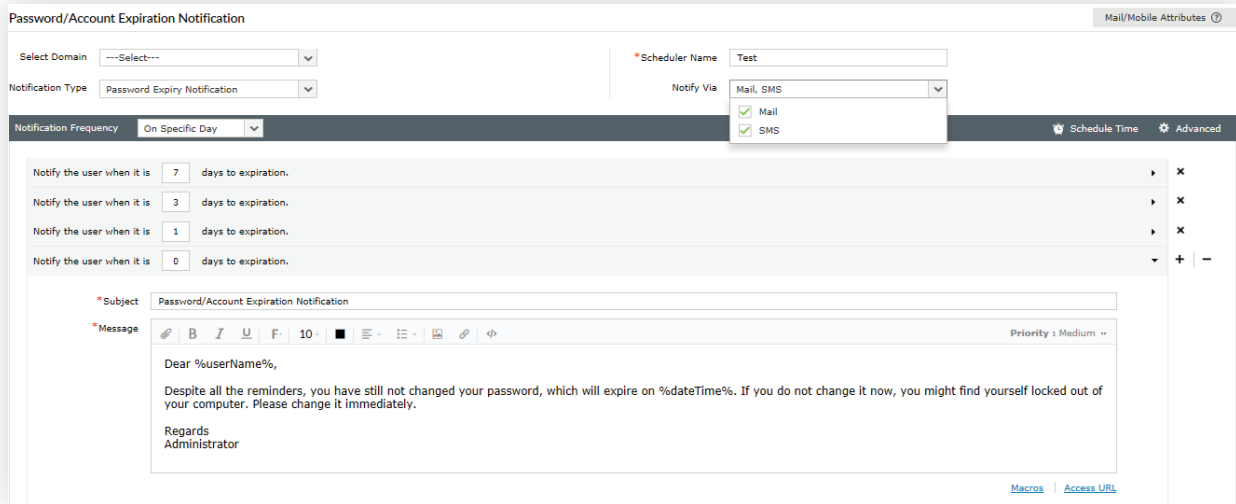 Password/Account Expiration Notification
Mail/Mobile Attributes ?
Select Domain ---Select---
*Scheduler Name Test
Notification Type Password Expiry Notification
Notify Via Mail, SMS
Mail
SMS
Notification Frequency On Specific Day
Schedule Time Advanced
Notify the user when it is 7 days to expiration.
Notify the user when it is 3 days to expiration.
Notify the user when it is 1 days to expiration.
Notify the user when it is 0 days to expiration.
*Subject Password/Account Expiration Notification
*Message
B I U F 10 Priority : Medium
Dear %userName%,
Despite all the reminders, you have still not changed your password, which will expire on %dateTime%. If you do not change it now, you might find yourself locked out of
your computer. Please change it immediately.
Regards
Administrator
Macros | Access URL